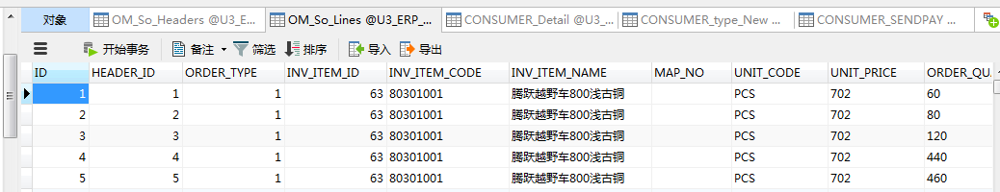 对象 OM_So_Headers @U3_E... OM_So_Lines @U3_ERP_... CONSUMER_Detail @U3_... CONSUMER_type_New ... CONSUMER_SENDPAY ...
开始事务 备注 筛选 排序 导入 导出
ID HEADER_ID ORDER_TYPE INV_ITEM_ID INV_ITEM_CODE INV_ITEM_NAME MAP_NO UNIT_CODE UNIT_PRICE ORDER_QU
1 1 1 63 80301001 腾跃越野车800浅古铜 PCS 702 60
2 2 1 63 80301001 腾跃越野车800浅古铜 PCS 702 80
3 3 1 63 80301001 腾跃越野车800浅古铜 PCS 702 120
4 4 1 63 80301001 腾跃越野车800浅古铜 PCS 702 440
5 5 1 63 80301001 腾跃越野车800浅古铜 PCS 702 460